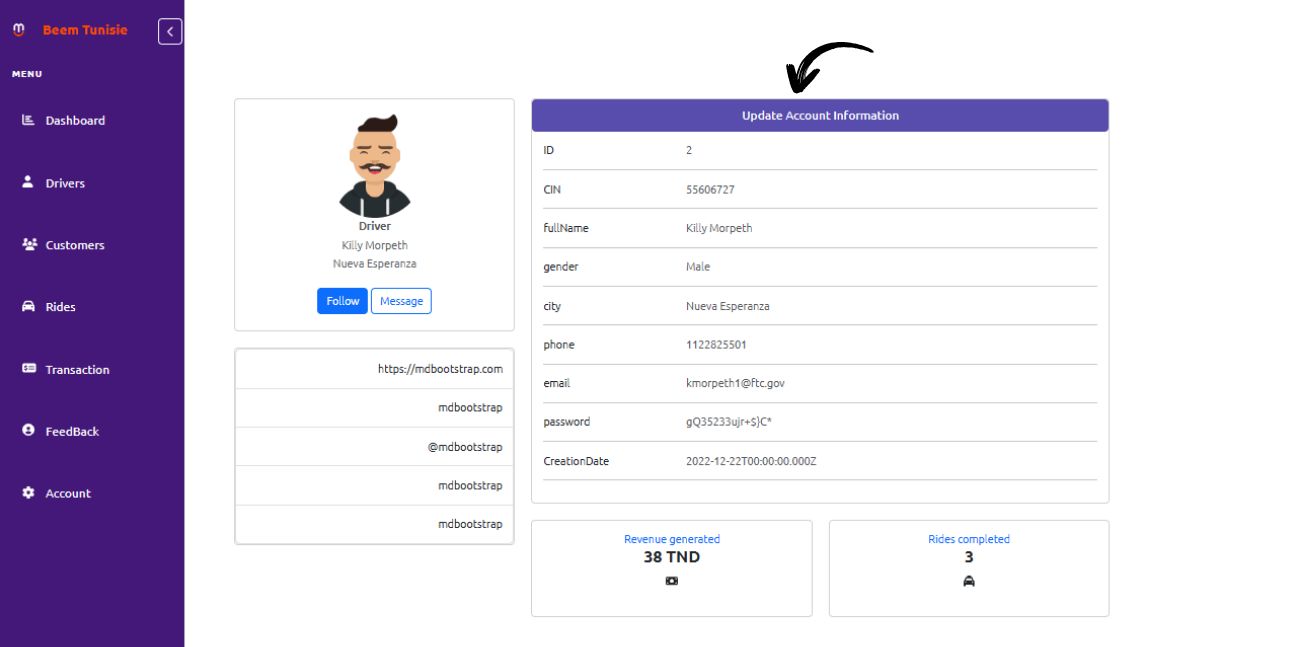 Beem Tunisie
MENU
Dashboard
Drivers
Customers
Rides
Transaction
FeedBack
Account
Driver
Killy Morpeth
Nueva Esperanza
Follow Message
https://mdbootstrap.com
mdbootstrap
@mdbootstrap
mdbootstrap
mdbootstrap
Update Account Information
ID 2
CIN 55606727
fullName Killy Morpeth
gender Male
city Nueva Esperanza
phone 1122825501
email kmorpeth1@ftc.gov
password gQ35233ujr+$}C*
CreationDate 2022-12-22T00:00:00.000Z
Revenue generated
38 TND
Rides completed
3